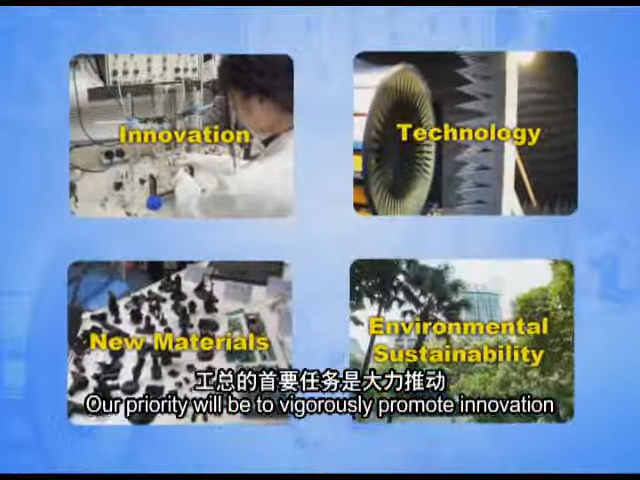 Innovation
Technology
New Materials
Environmental
Sustainability
工总的首要任务是大力推动
Our priority will be to vigorously promote innovation